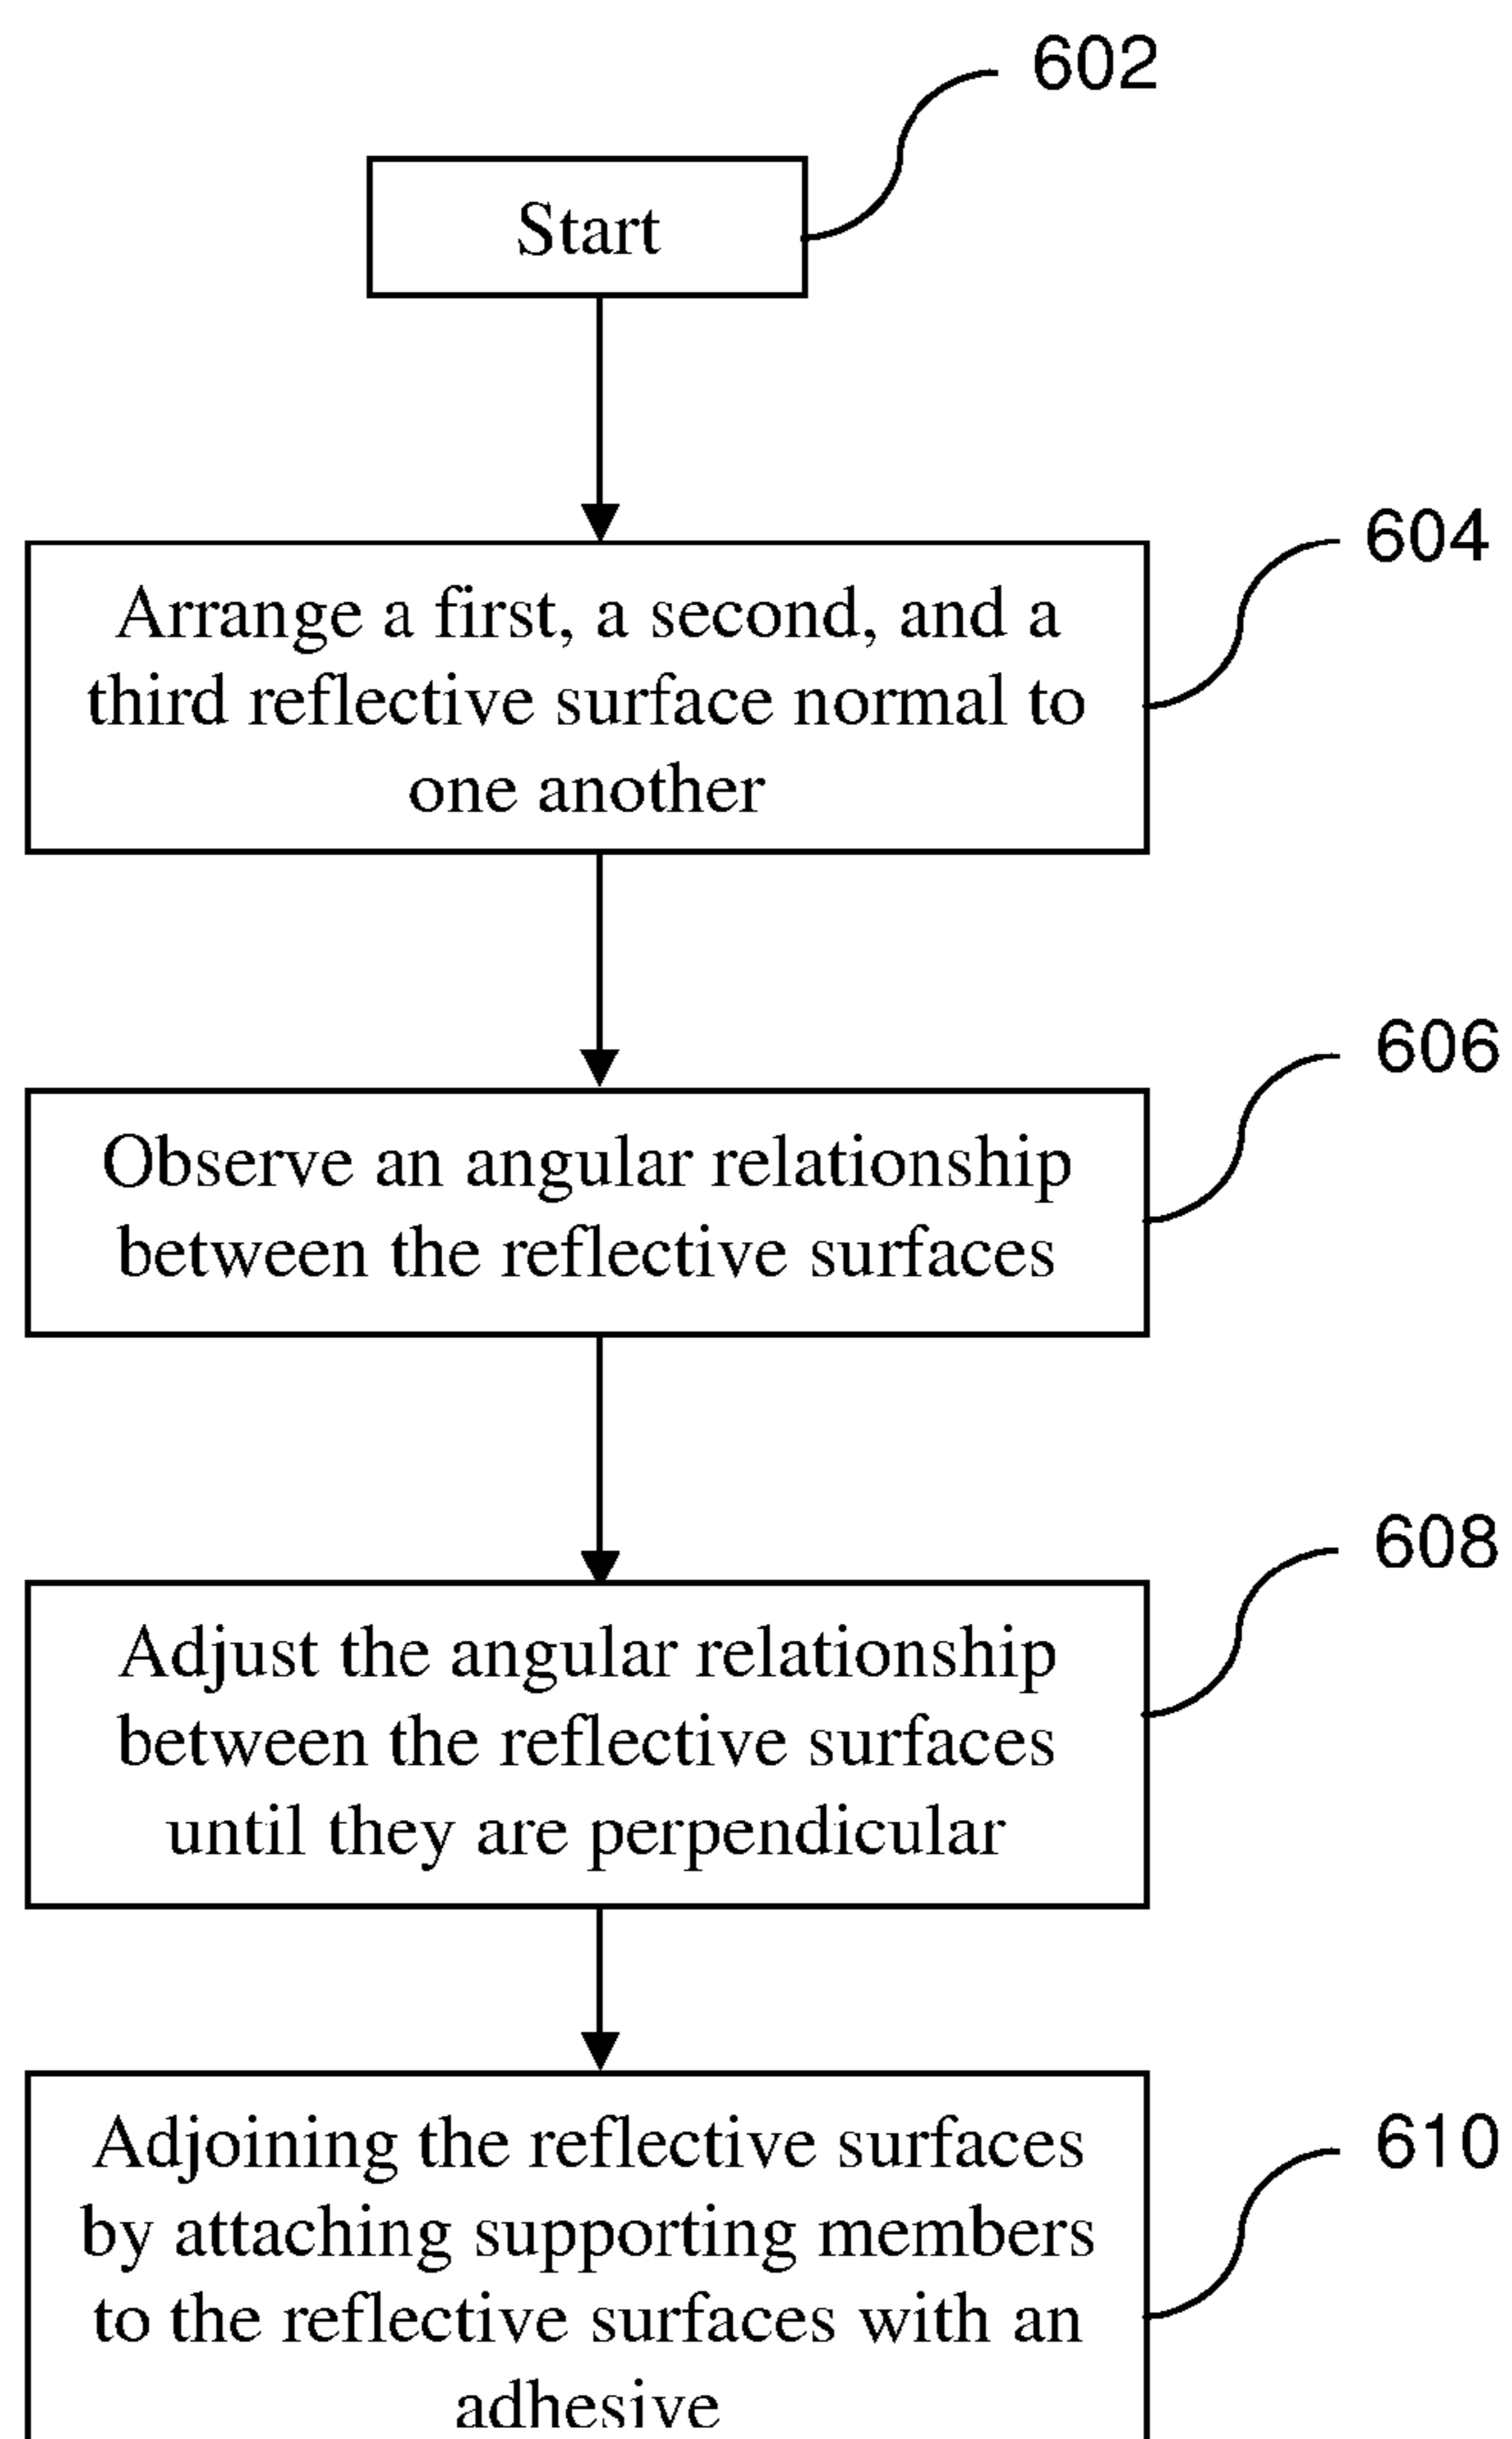 602
Start
604
Arrange a first, a second, and a
third reflective surface normal to
one another
606
Observe an angular relationship
between the reflective surfaces
608
Adjust the angular relationship
between the reflective surfaces
until they are perpendicular
610
Adjoining the reflective surfaces
by attaching supporting members
to the reflective surfaces with an
adhesive